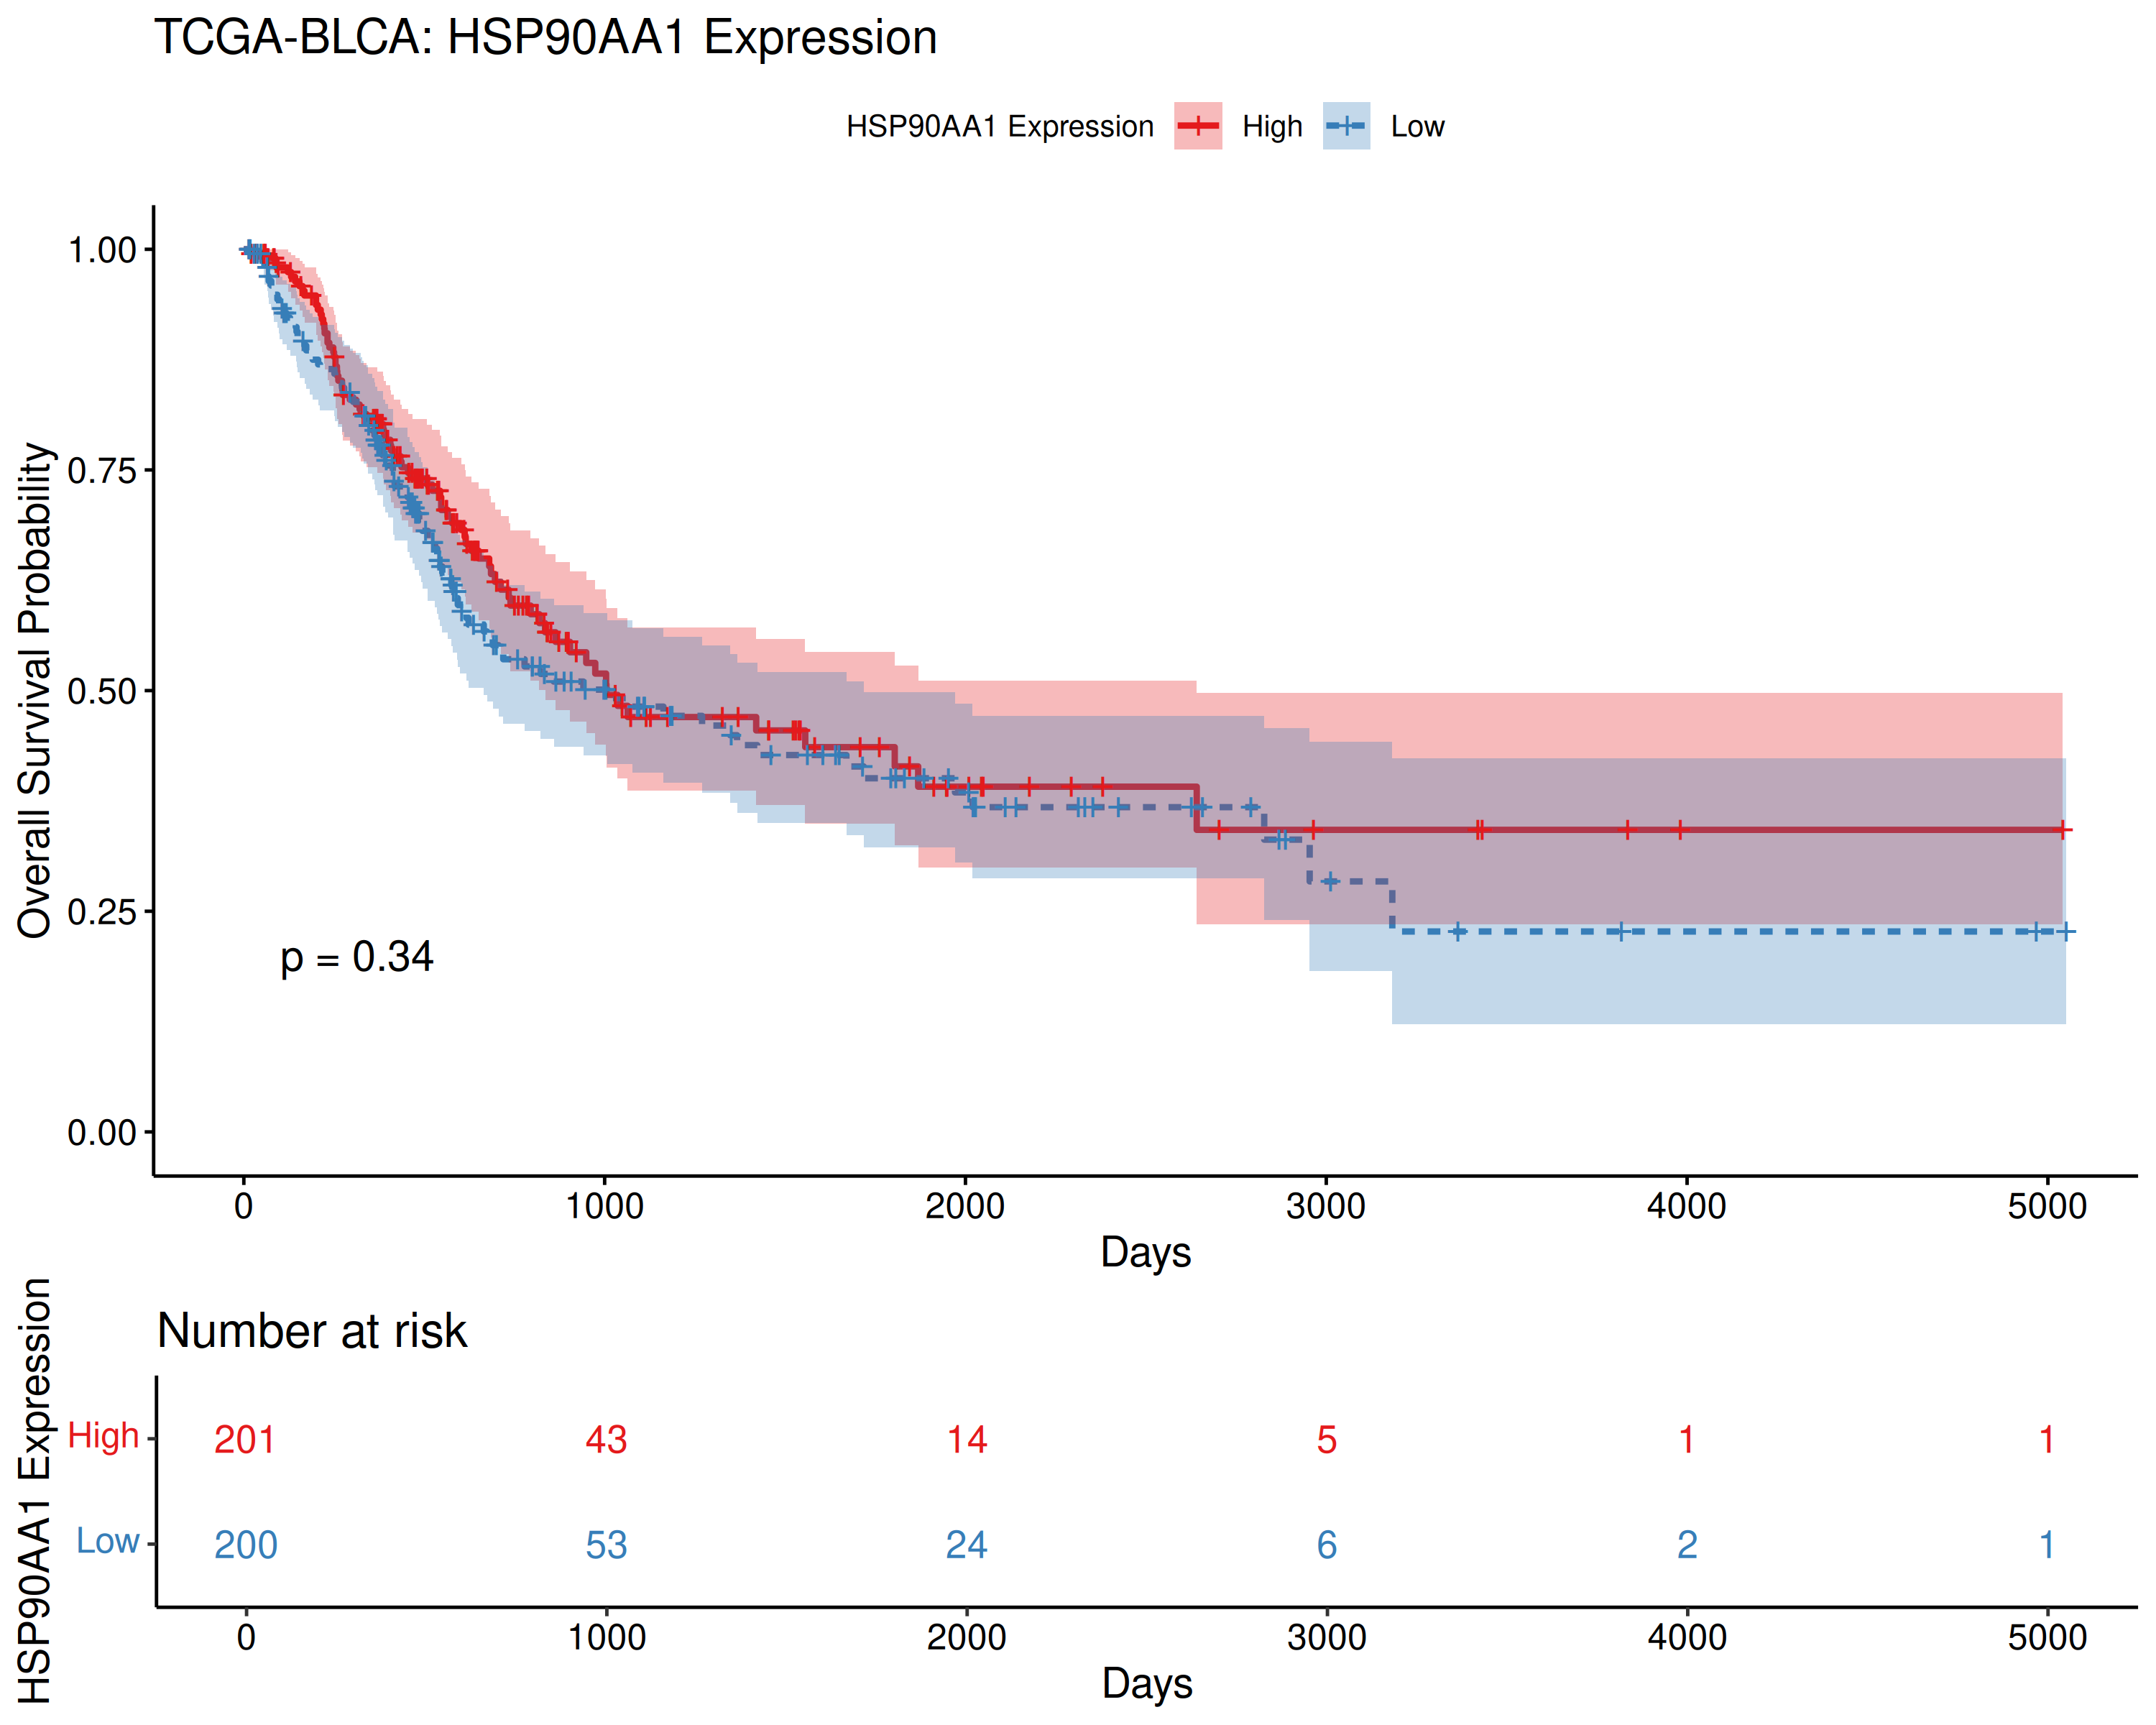 TCGA-BLCA: HSP90AA1 Expression
HSP90AA1 Expression High Low
Overall Survival Probability
1.00
0.75
0.50
0.25
0.00
p = 0.34
0 1000 2000 3000 4000 5000
Days
Number at risk
HSP90AA1 Expression
High 201 43 14 5 1 1
Low 200 53 24 6 2 1
0 1000 2000 3000 4000 5000
Days